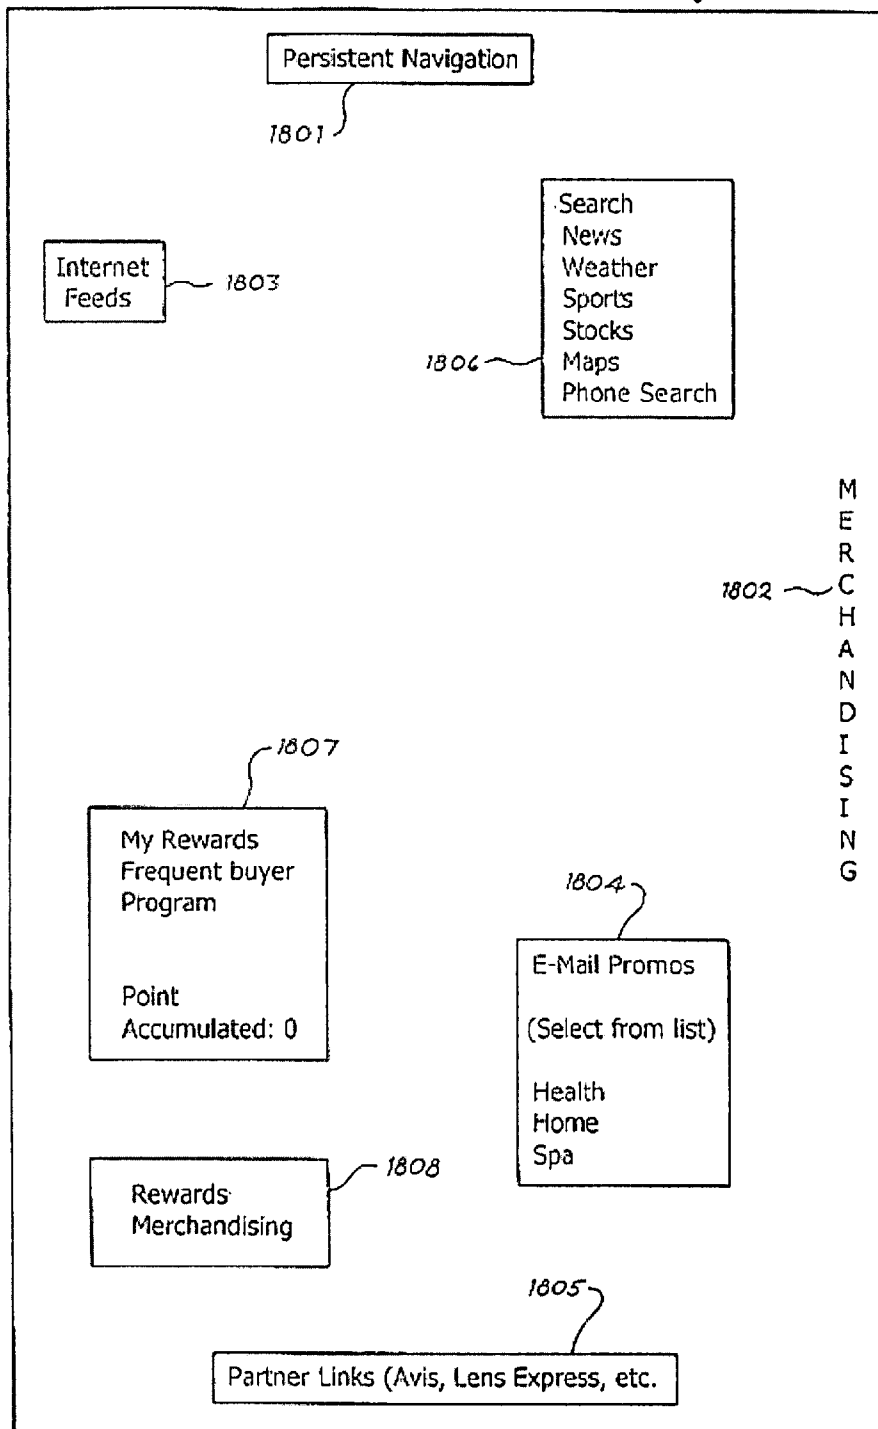 Persistent Navigation
1801
Search
News
Weather
Sports
Stocks
Maps
Phone Search
1806
Internet
Feeds
1803
M
E
R
C
H
A
N
D
I
S
I
N
G
1802
1807
My Rewards
Frequent buyer
Program
Point
Accumulated: 0
1804
E-Mail Promos
(Select from list)
Health
Home
Spa
1808
Rewards
Merchandising
1805
Partner Links (Avis, Lens Express, etc.